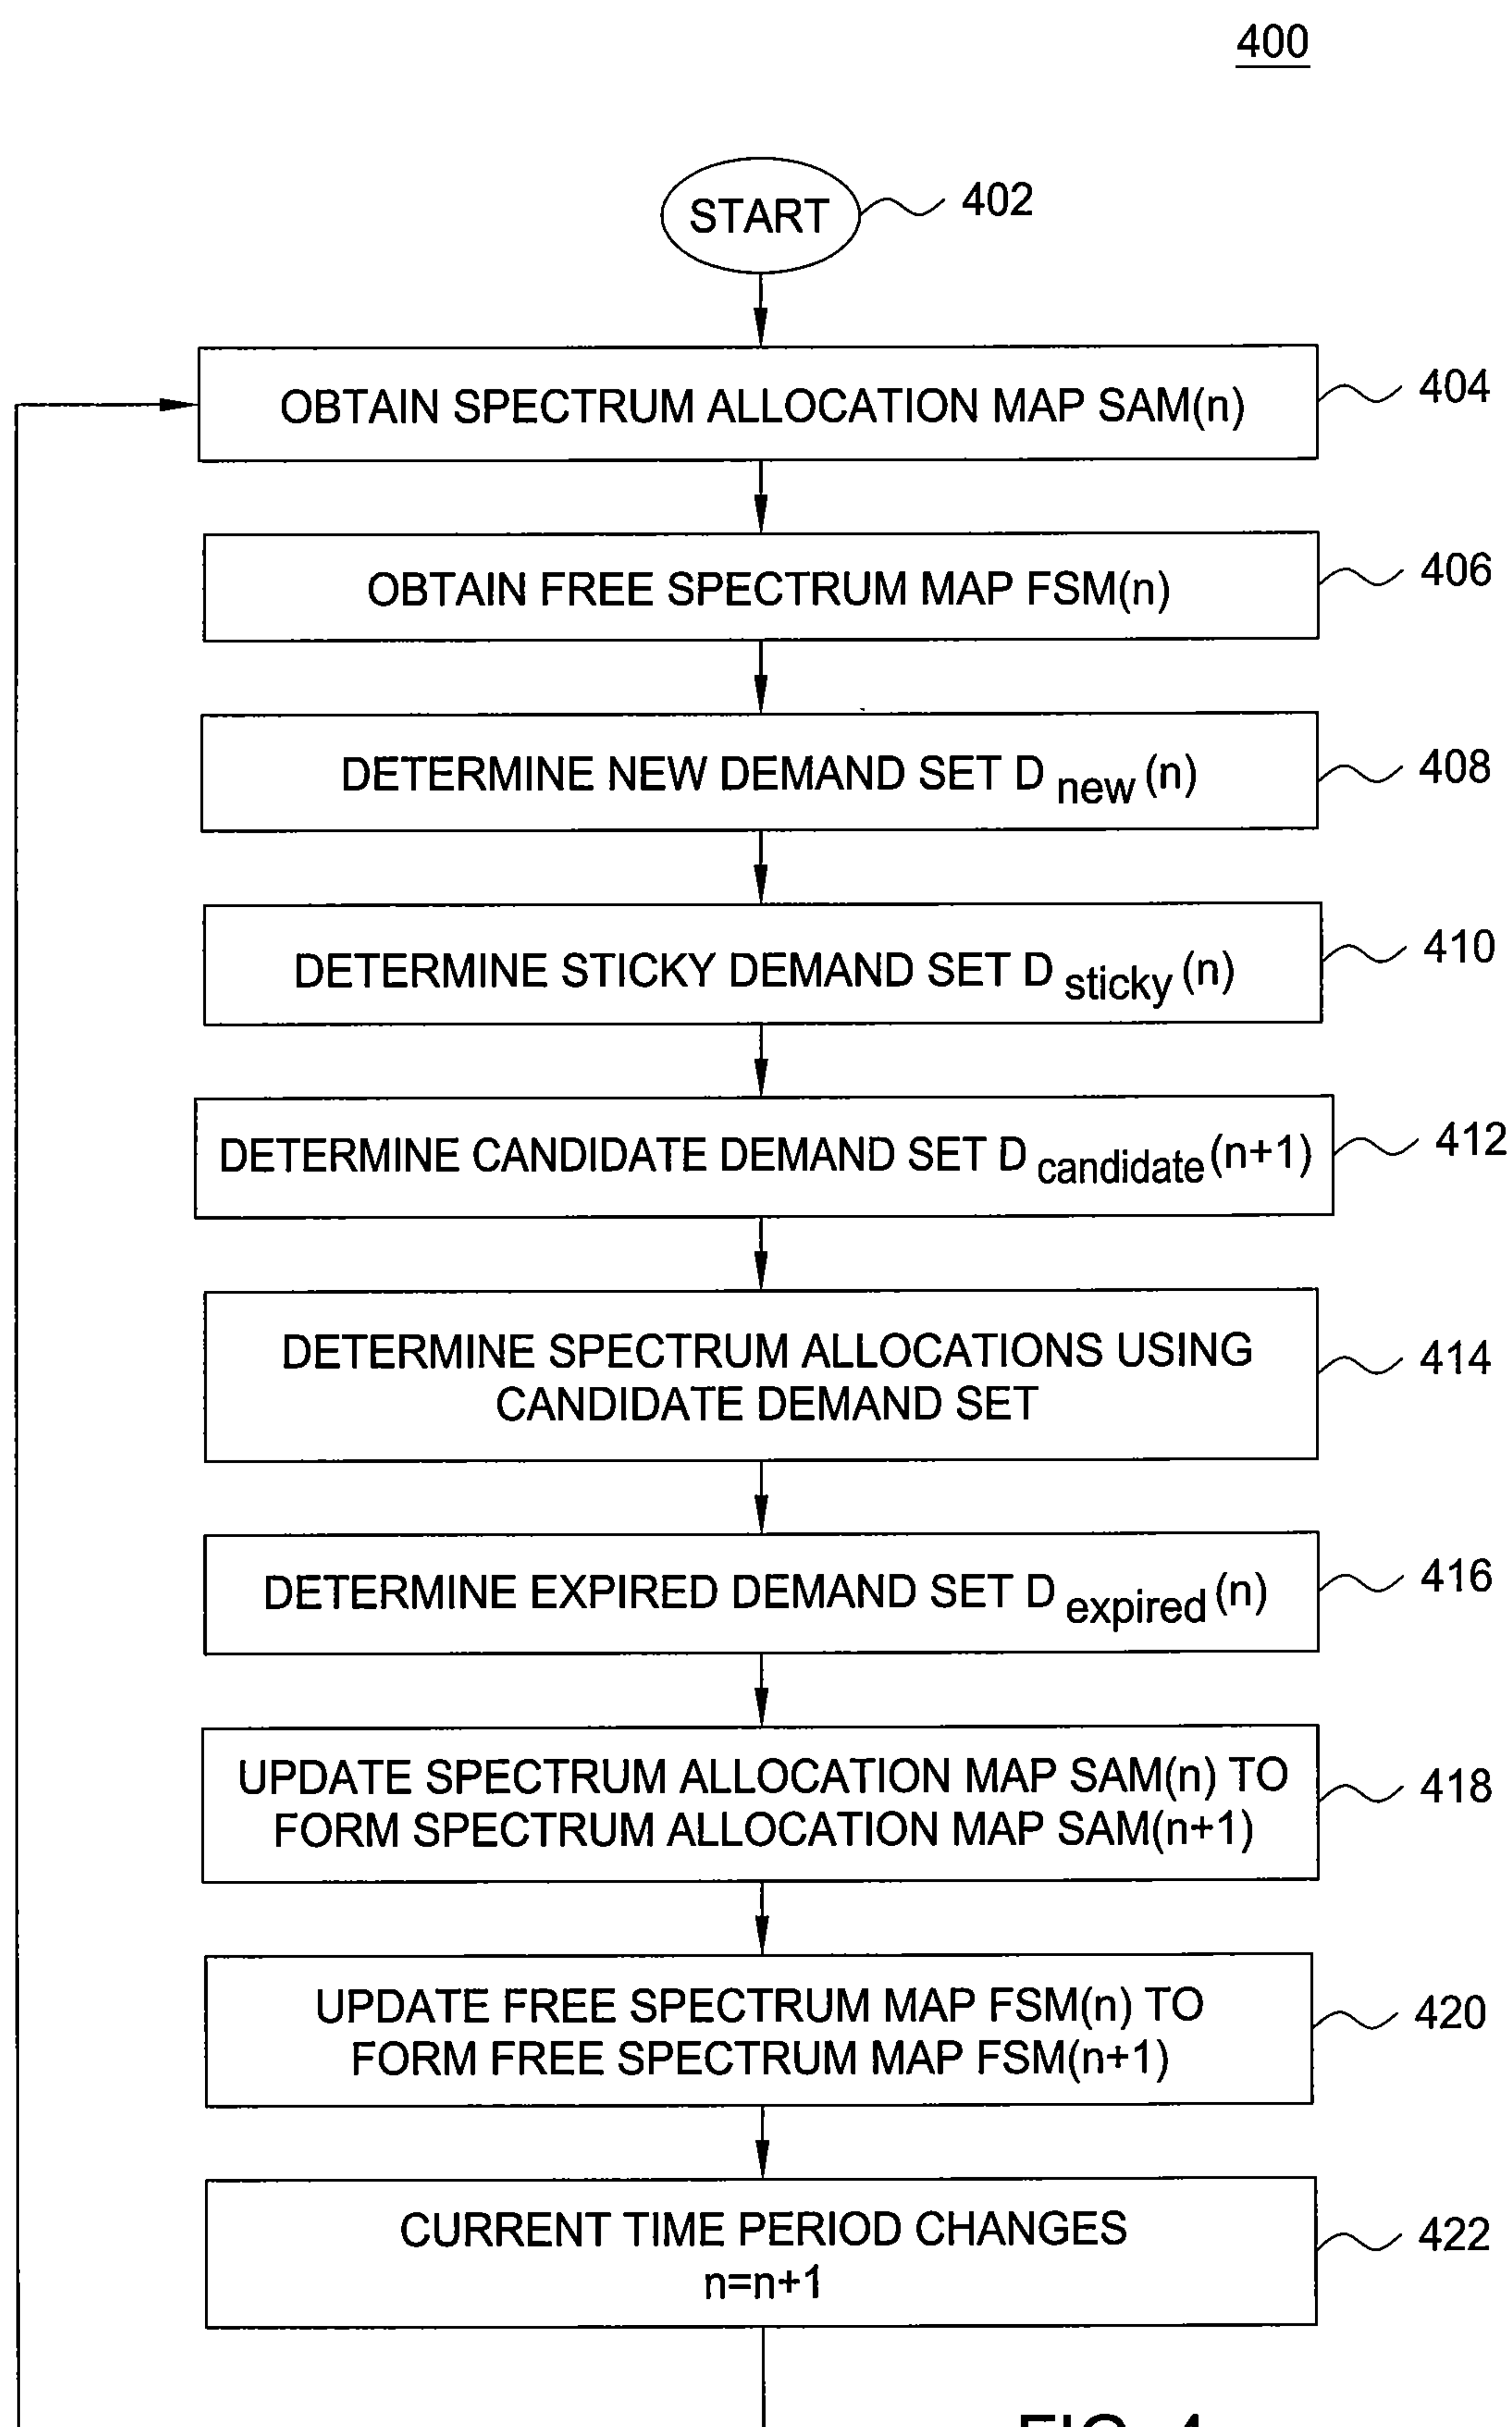 400
START
402
OBTAIN SPECTRUM ALLOCATION MAP SAM(n)
404
OBTAIN FREE SPECTRUM MAP FSM(n)
406
DETERMINE NEW DEMAND SET D new (n)
408
DETERMINE STICKY DEMAND SET D sticky (n)
410
DETERMINE CANDIDATE DEMAND SET D candidate (n+1)
412
DETERMINE SPECTRUM ALLOCATIONS USING
CANDIDATE DEMAND SET
414
DETERMINE EXPIRED DEMAND SET D expired (n)
416
UPDATE SPECTRUM ALLOCATION MAP SAM(n) TO
FORM SPECTRUM ALLOCATION MAP SAM(n+1)
418
UPDATE FREE SPECTRUM MAP FSM(n) TO
FORM FREE SPECTRUM MAP FSM(n+1)
420
CURRENT TIME PERIOD CHANGES
n=n+1
422